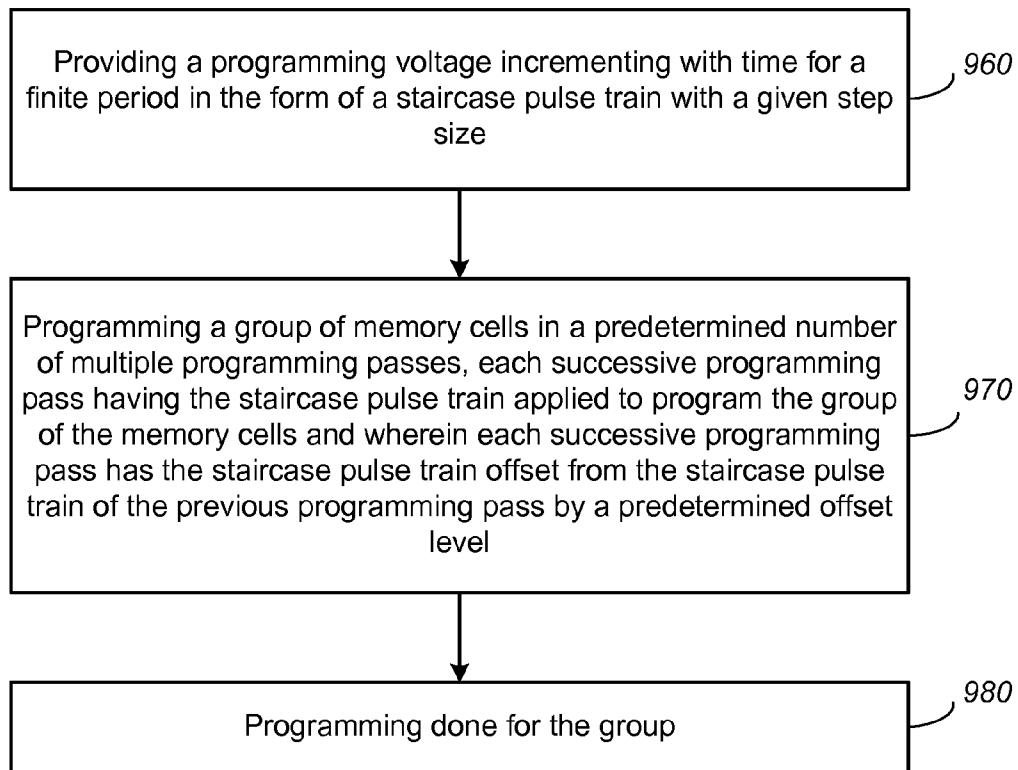 Providing a programming voltage incrementing with time for a
finite period in the form of a staircase pulse train with a given step
size
960
Programming a group of memory cells in a predetermined number
of multiple programming passes, each successive programming
pass having the staircase pulse train applied to program the group
of the memory cells and wherein each successive programming
pass has the staircase pulse train offset from the staircase pulse
train of the previous programming pass by a predetermined offset
level
970
Programming done for the group
980